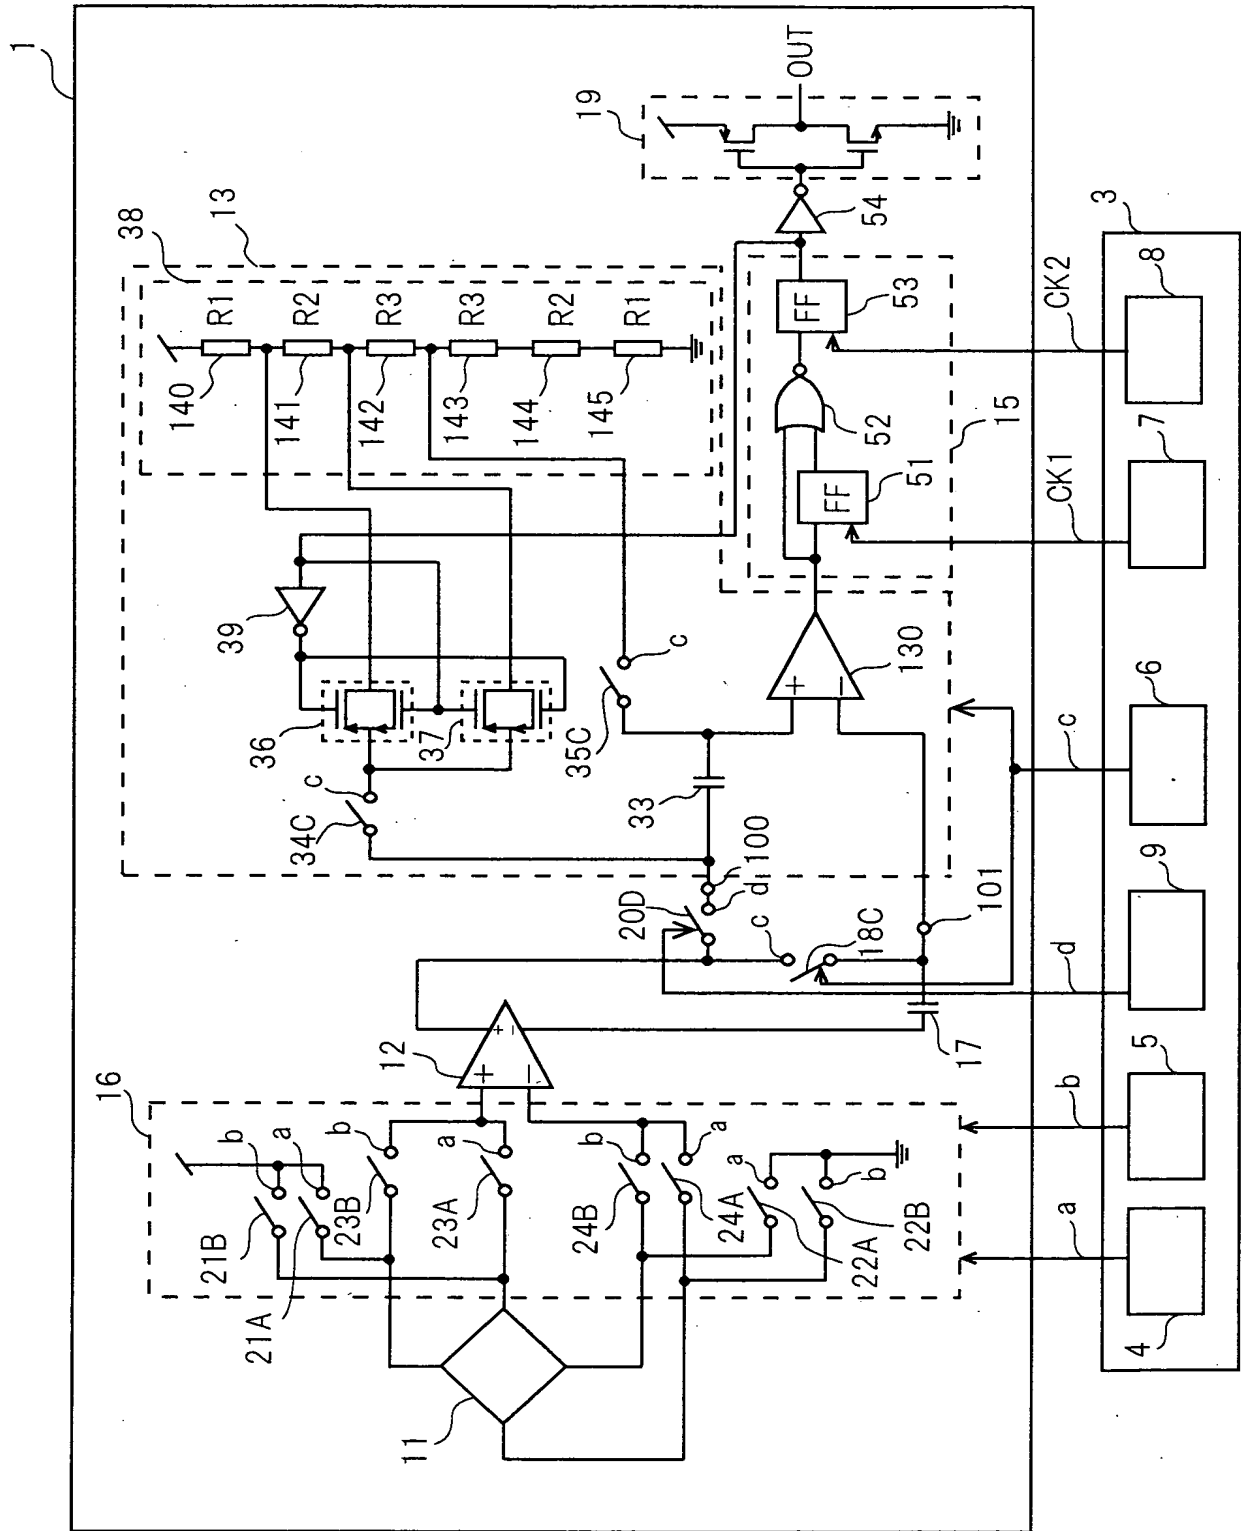 1
16
21B
b
a
21A
23B
b
23A
a
24B
b
24A
a
22A
a
22B
b
11
12
+
−
+
−
17
18C
c
20D
d
100
101
13
38
140
R1
141
R2
142
R3
143
R3
144
R2
145
R1
39
36
37
34C
c
35C
c
33
130
+
−
15
FF
51
52
FF
53
54
19
OUT
3
4
a
5
b
9
d
6
c
7
CK1
8
CK2